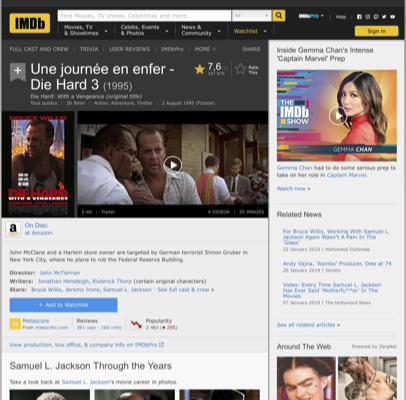 IMDb
Find Movies, TV shows, Celebrities and more...
All
IMDbPro
Help
Movies, TV
& Showtimes
Celebs, Events
& Photos
News &
Community
Watchlist
Sign in
FULL CAST AND CREW | TRIVIA | USER REVIEWS | IMDbPro | MORE
SHARE
Une journée en enfer -
Die Hard 3 (1995)
Die Hard: With a Vengeance (original title)
Tous publics | 2h 8min | Action, Adventure, Thriller | 2 August 1995 (France)
7,6
Rate
This
BRUCE WILLIS
DIE HARD
WITH A VENGEANCE
2:40 | Trailer
4 VIDEOS | 35 IMAGES
On Disc
at Amazon
John McClane and a Harlem store owner are targeted by German terrorist Simon Gruber in
New York City, where he plans to rob the Federal Reserve Building.
Director: John McTiernan
Writers: Jonathan Hensleigh, Roderick Thorp (certain original characters)
Stars: Bruce Willis, Jeremy Irons, Samuel L. Jackson | See full cast & crew »
+ Add to Watchlist
Metascore
From metacritic.com
Reviews
361 user | 160 critic
Popularity
2 483 (295)
View production, box office, & company info on IMDbPro
Samuel L. Jackson Through the Years
Take a look back at Samuel L. Jackson's movie career in photos.
Inside Gemma Chan's Intense
'Captain Marvel' Prep
THE
IMDb
SHOW
GEMMA CHAN
Gemma Chan had to do some serious prep to
take on her role in Captain Marvel.
Watch now »
Related News
For Bruce Willis, Working With Samuel L.
Jackson Again Wasn't A Pain In The
'Glass'
22 January 2019 | Hollywood Outbreak
Andy Vajna, 'Rambo' Producer, Dies at 74
20 January 2019 | Variety
Video: Every Time Samuel L. Jackson
Has Ever Said 'Motherfu**er' In The
Movies
07 January 2019 | The Hollywood News
See all related articles »
Around The Web
Powered by ZergNet